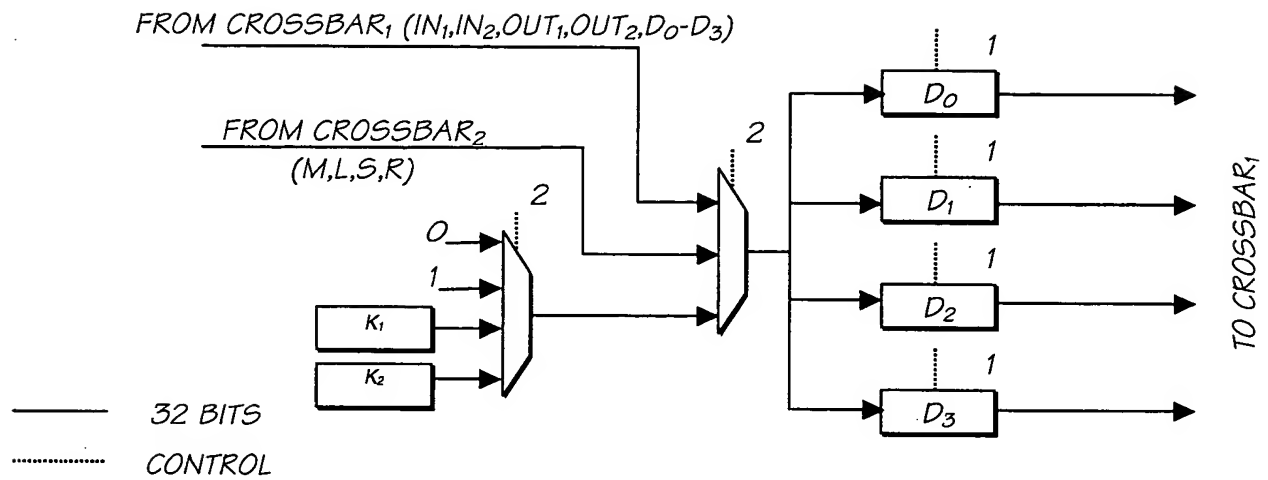 FROM CROSSBAR₁ (IN₁,IN₂,OUT₁,OUT₂,D₀-D₃)
FROM CROSSBAR₂
(M,L,S,R)
2
2
0
1
K₁
K₂
1
D₀
1
D₁
1
D₂
1
D₃
TO CROSSBAR₁
32 BITS
CONTROL